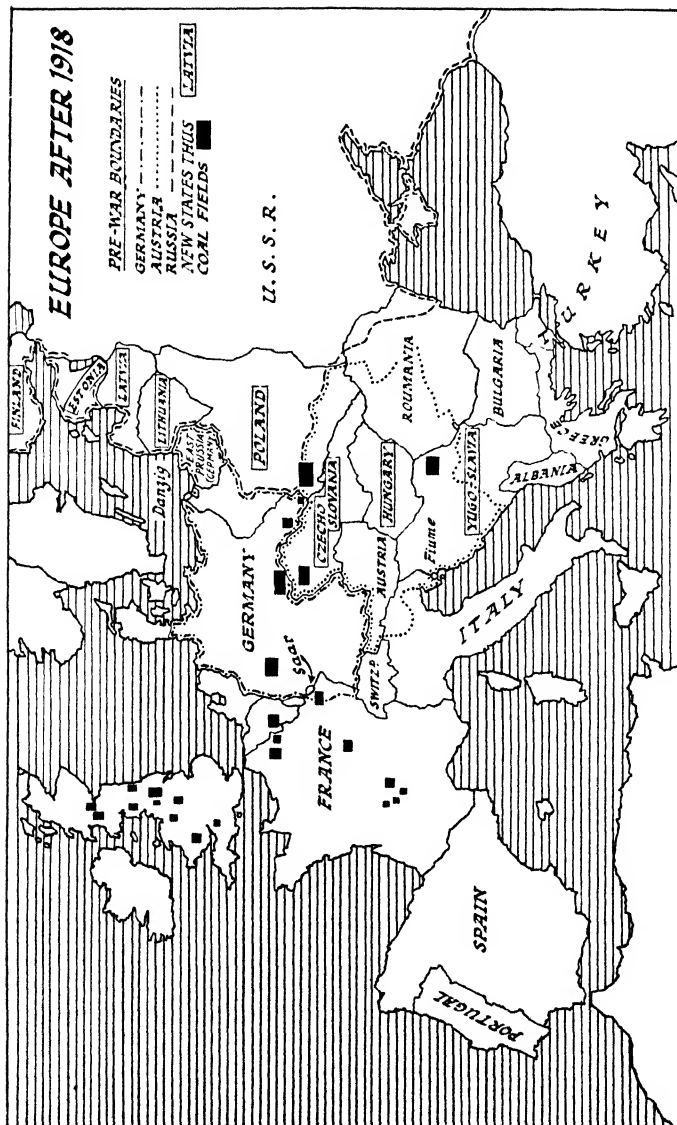 EUROPE AFTER 1918
PRE-WAR BOUNDARIES
GERMANY
AUSTRIA
RUSSIA
NEW STATES THUS LATVIA
COAL FIELDS
FINLAND
ESTONIA
LATVIA
LITHUANIA
EAST
PRUSSIA
(GERMANY)
Danzig
U.S.S.R.
POLAND
GERMANY
Saar
CZECHO
SLOVANIA
FRANCE
SWITZD
AUSTRIA
HUNGARY
ROUMANIA
Fiume
YUGO-SLAVIA
BULGARIA
ITALY
ALBANIA
GREECE
TURKEY
SPAIN
PORTUGAL